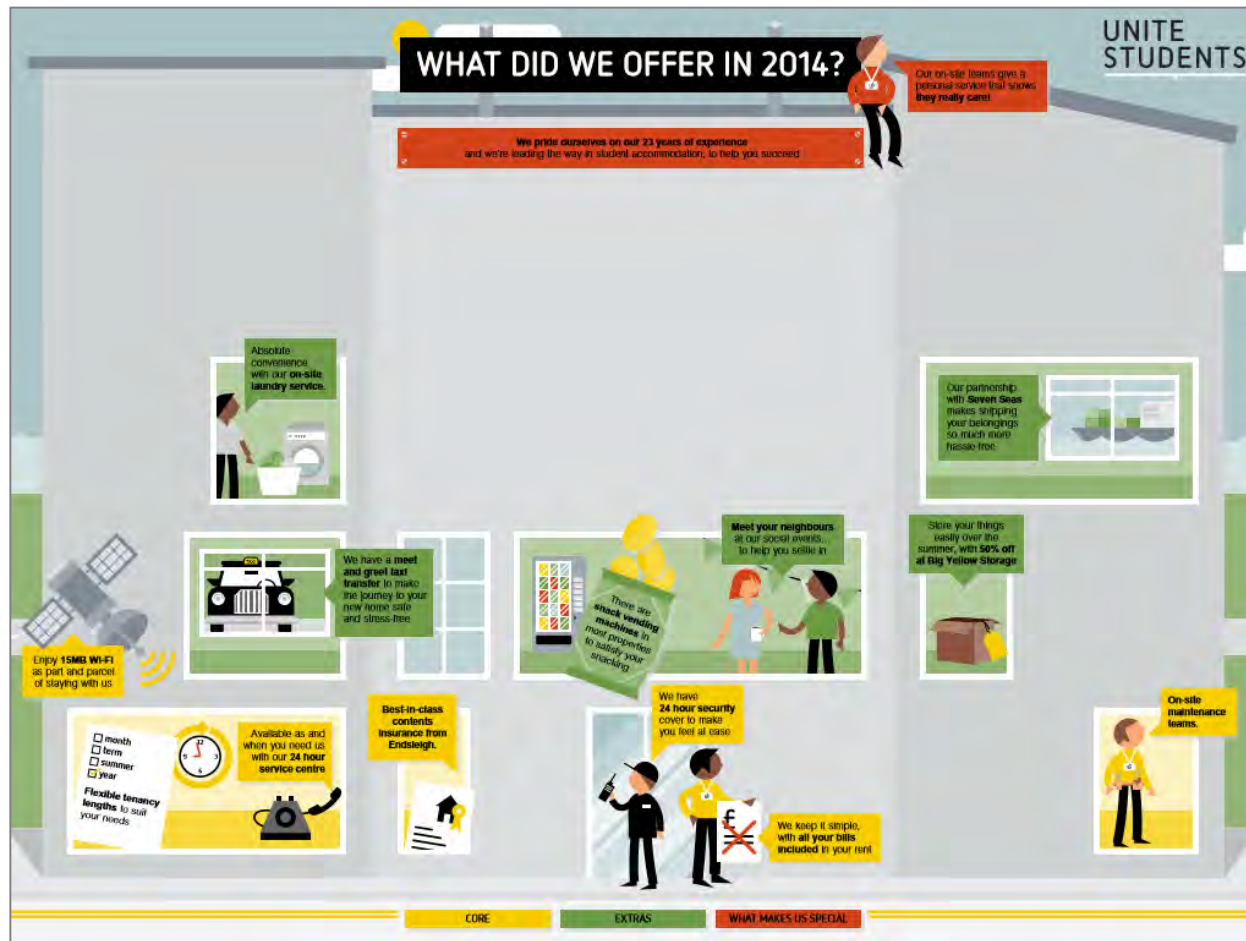 UNITE
STUDENTS
WHAT DID WE OFFER IN 2014?
Our on-site teams give a
personal service that shows
they really care!
We pride ourselves on our 23 years of experience
and we're leading the way in student accommodation, to help you succeed
Absolute
convenience
with our on-site
laundry service.
Our partnership
with Seven Seas
makes shipping
your belongings
so much more
hassle-free
We have a meet
and greet taxi
transfer to make
the journey to your
new home safe
and stress-free
TAXI
There are
snack vending
machines in
most properties
to satisfy your
snacking
Meet your neighbours
at our social events...
to help you settle in
Store your things
easily over the
summer, with 50% off
at Big Yellow Storage
Enjoy 15MB WI-FI
as part and parcel
of staying with us
month
term
summer
year
Flexible tenancy
lengths to suit
your needs
12
3
6
9
Available as and
when you need us
with our 24 hour
service centre
Best-in-class
contents
insurance from
Endsleigh.
We have
24 hour security
cover to make
you feel at ease
£
We keep it simple,
with all your bills
included in your rent
On-site
maintenance
teams.
CORE
EXTRAS
WHAT MAKES US SPECIAL